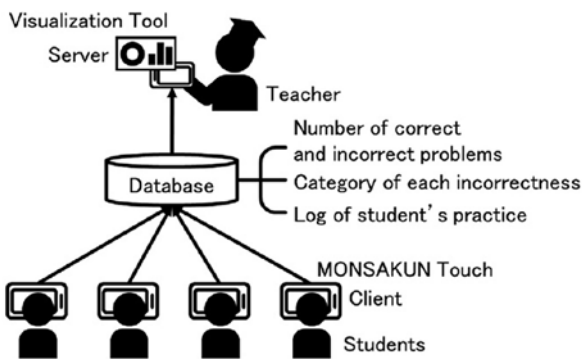 Visualization Tool
Server
Teacher
Number of correct
and incorrect problems
Database
Category of each incorrectness
Log of student's practice
MONSAKUN Touch
Client
Students